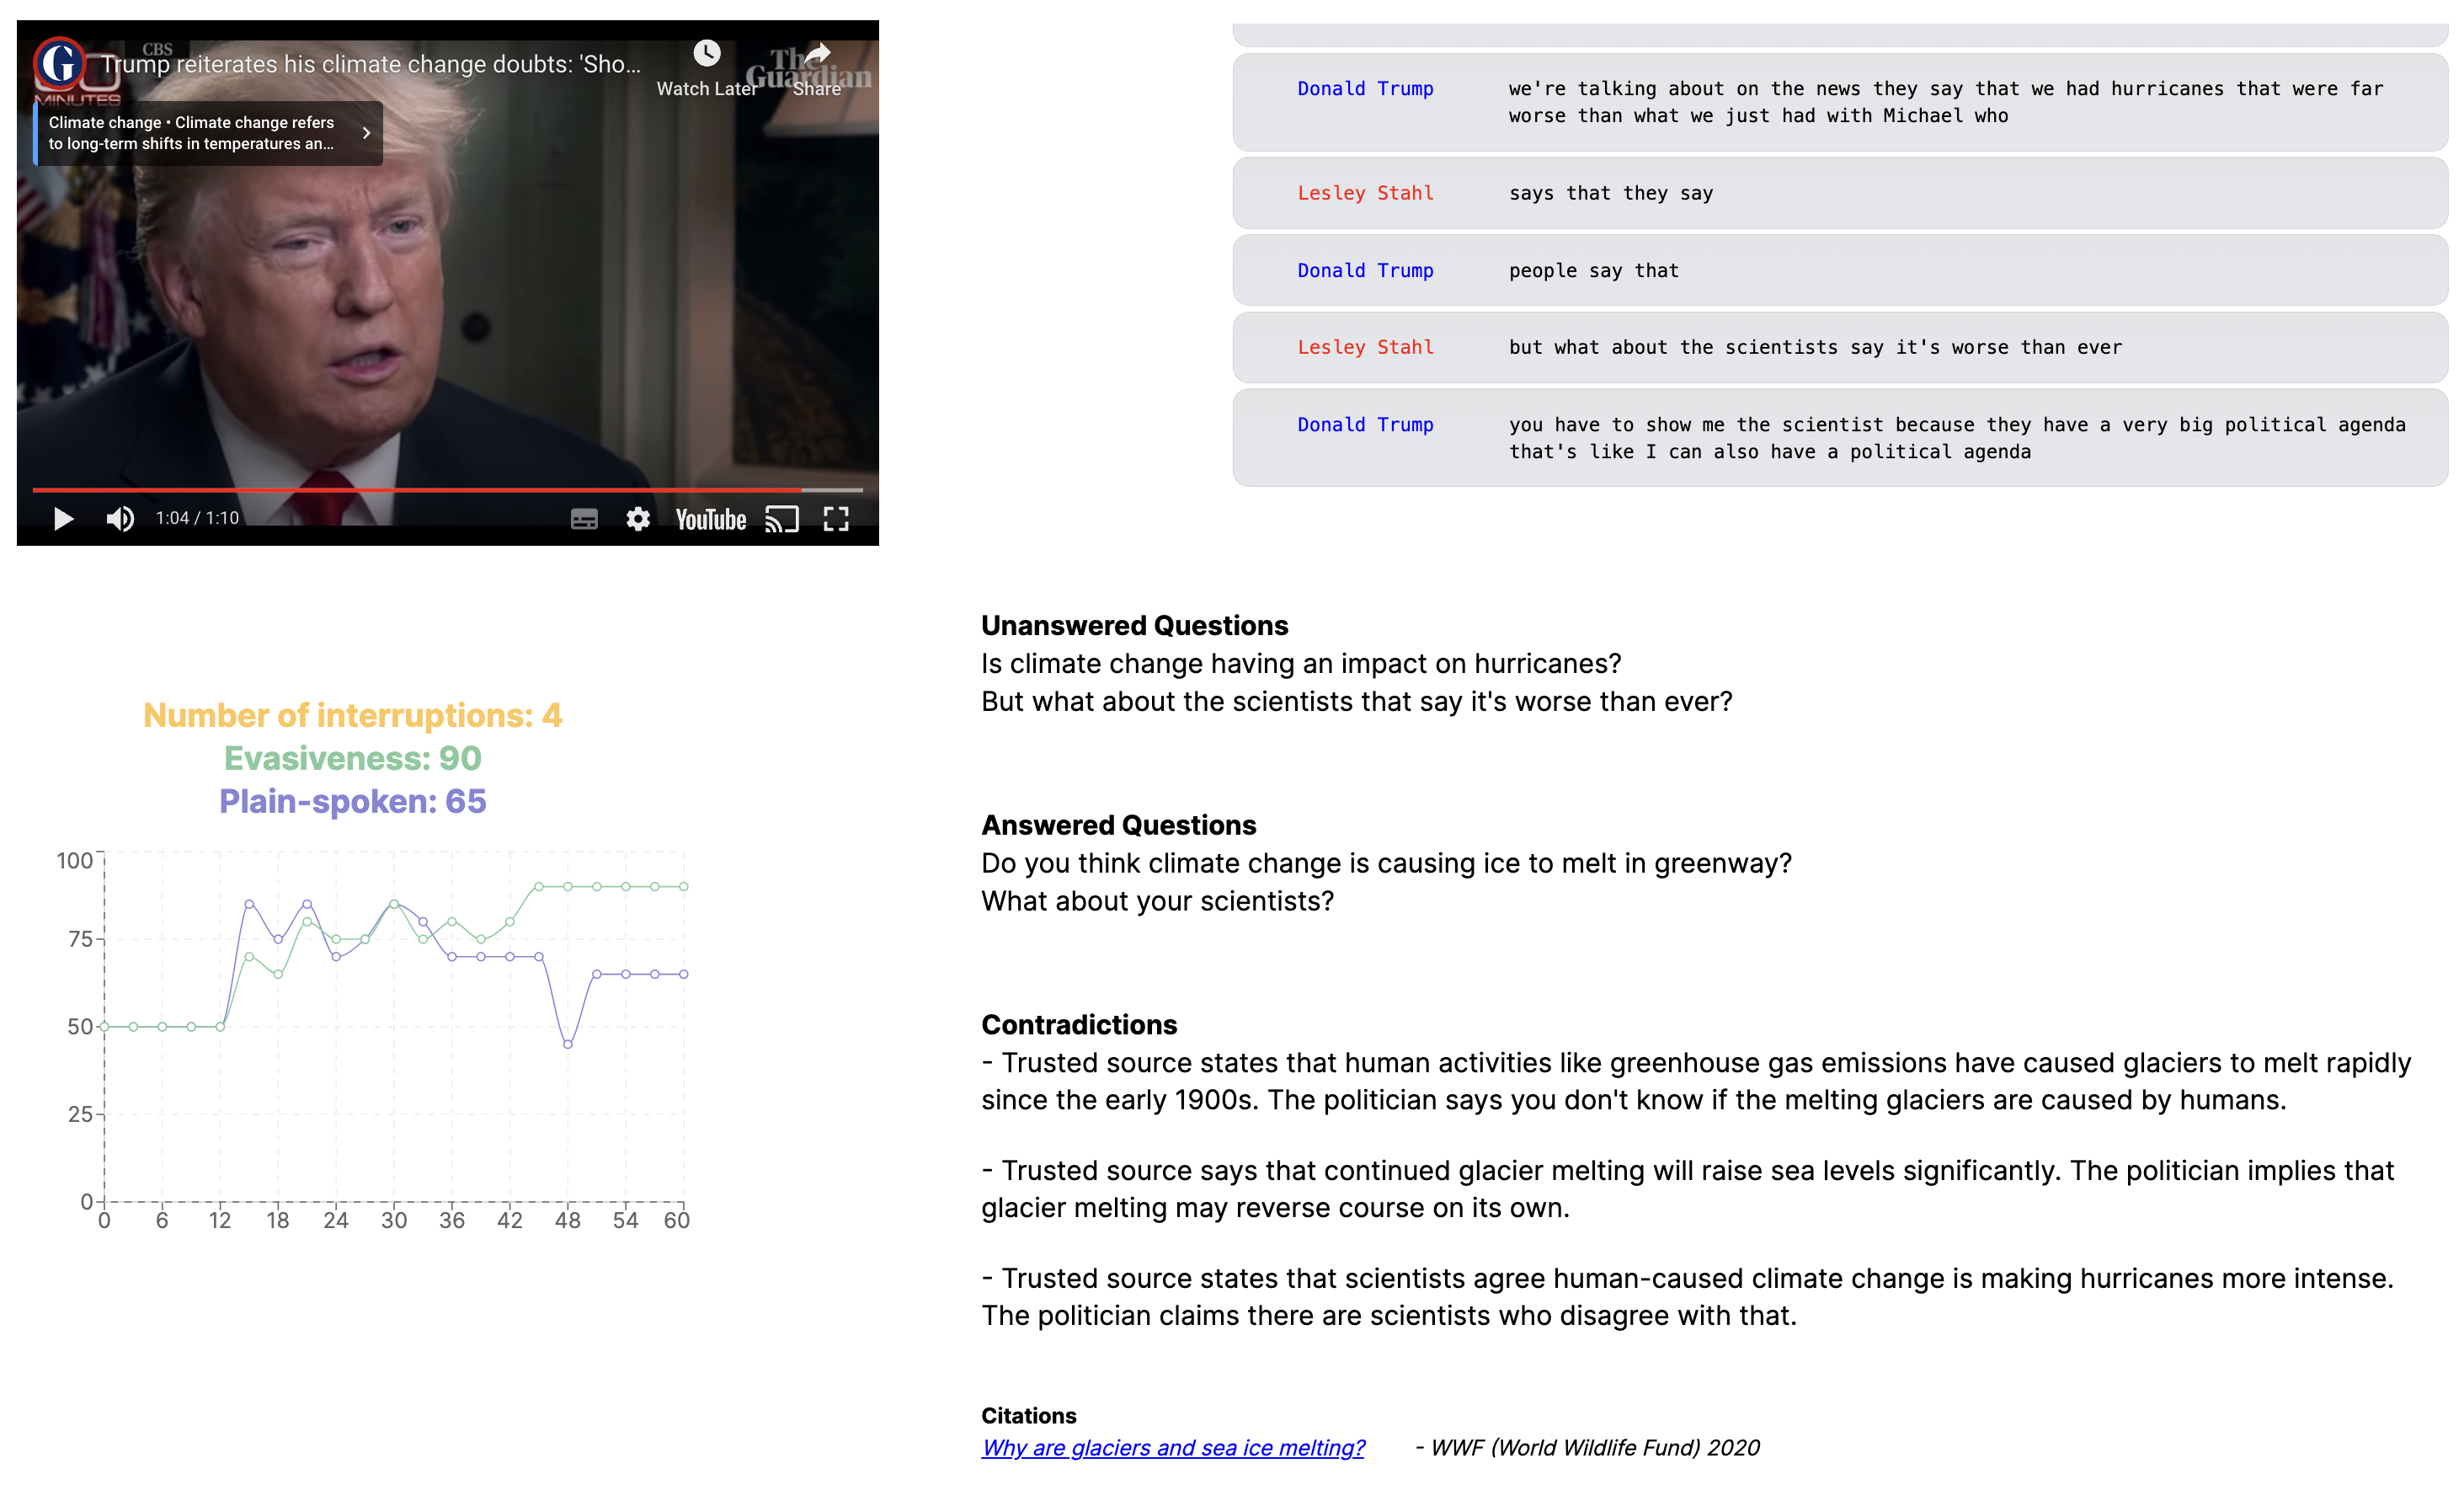 CBS
60
MINUTES
Trump reiterates his climate change doubts: 'Sho...
Watch Later
The
Guardian
Share
Climate change • Climate change refers
to long-term shifts in temperatures an...
1:04 / 1:10
YouTube
Donald Trump we're talking about on the news they say that we had hurricanes that were far
worse than what we just had with Michael who
Lesley Stahl says that they say
Donald Trump people say that
Lesley Stahl but what about the scientists say it's worse than ever
Donald Trump you have to show me the scientist because they have a very big political agenda
that's like I can also have a political agenda
Number of interruptions: 4
Evasiveness: 90
Plain-spoken: 65
100
75
50
25
0
0 6 12 18 24 30 36 42 48 54 60
Unanswered Questions
Is climate change having an impact on hurricanes?
But what about the scientists that say it's worse than ever?
Answered Questions
Do you think climate change is causing ice to melt in greenway?
What about your scientists?
Contradictions
- Trusted source states that human activities like greenhouse gas emissions have caused glaciers to melt rapidly
since the early 1900s. The politician says you don't know if the melting glaciers are caused by humans.
- Trusted source says that continued glacier melting will raise sea levels significantly. The politician implies that
glacier melting may reverse course on its own.
- Trusted source states that scientists agree human-caused climate change is making hurricanes more intense.
The politician claims there are scientists who disagree with that.
Citations
Why are glaciers and sea ice melting? - WWF (World Wildlife Fund) 2020